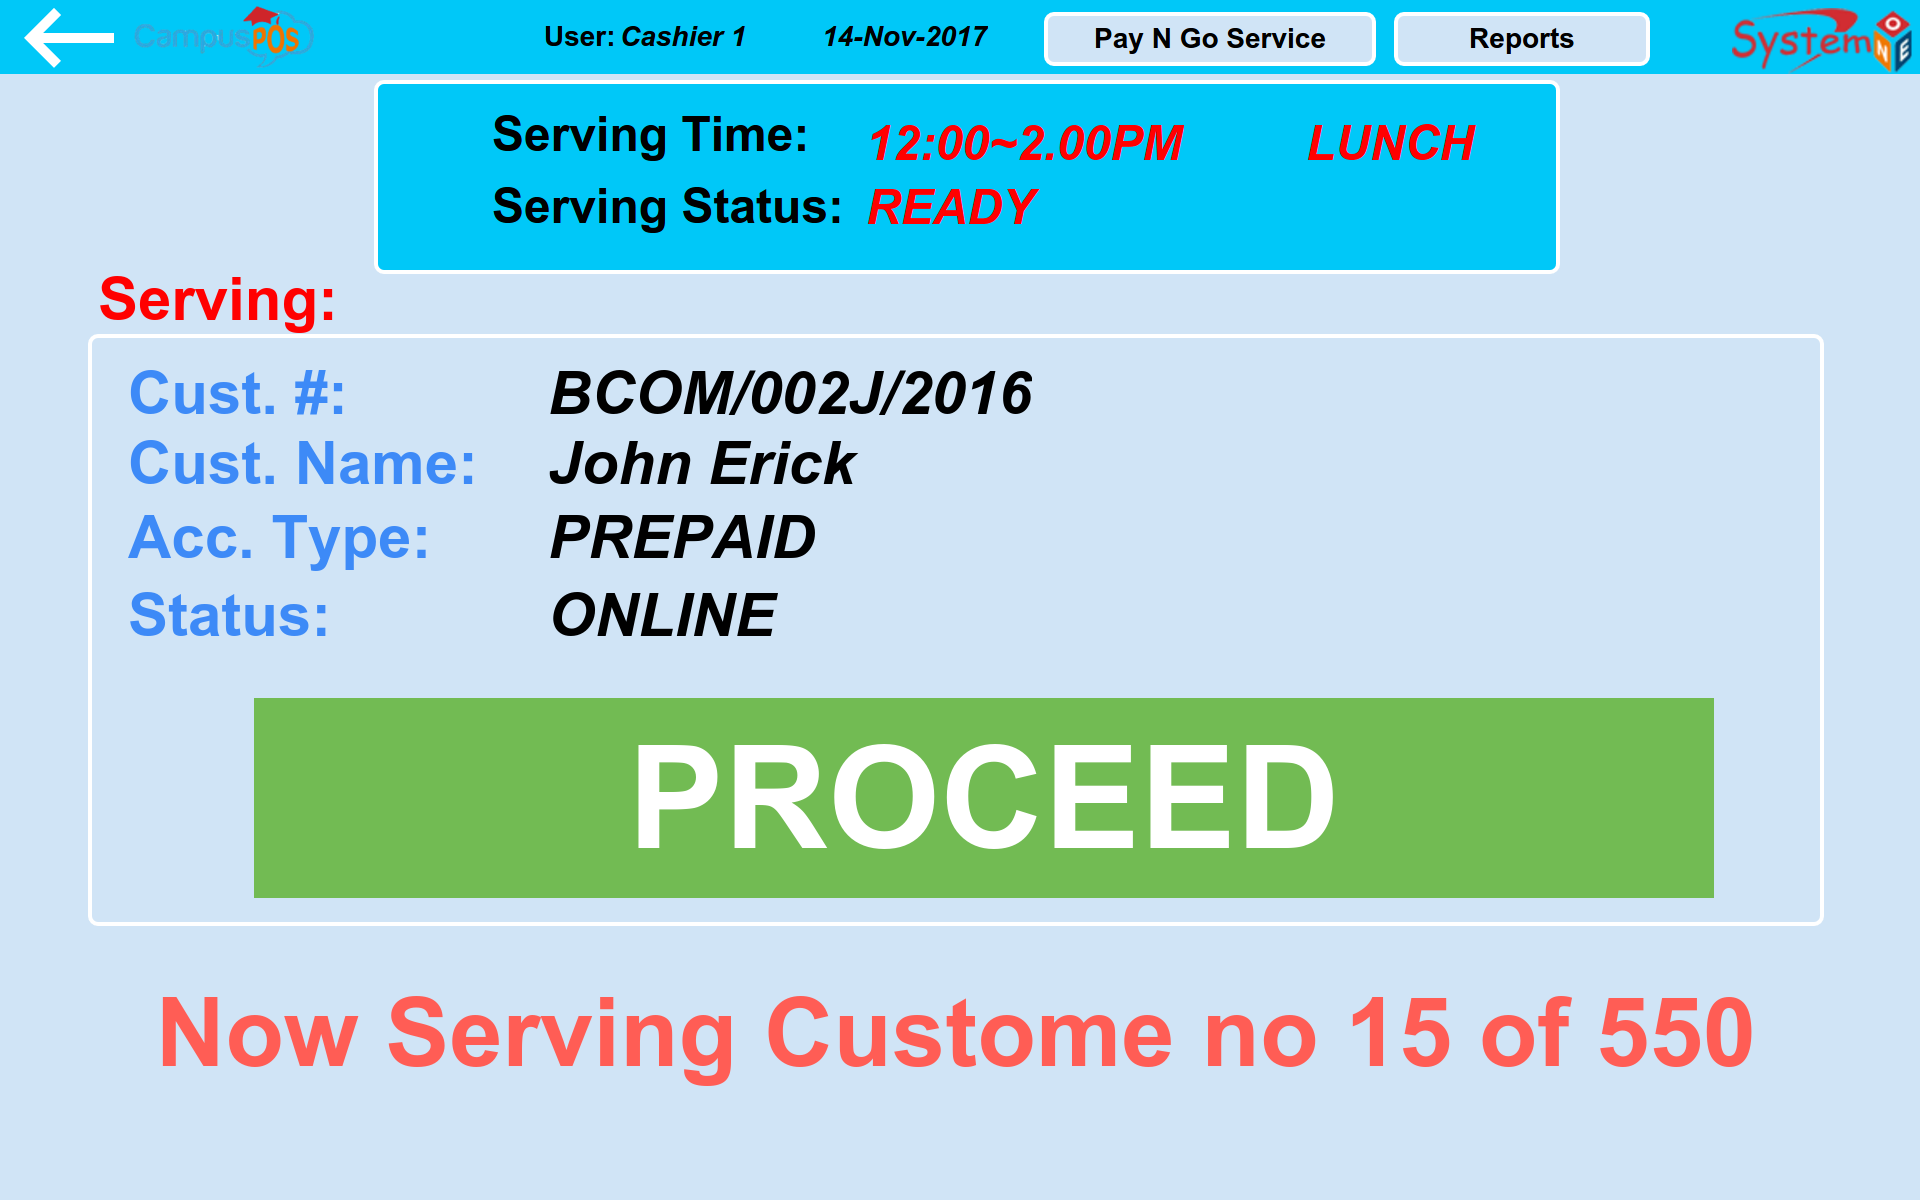 CampusPOS User: Cashier 1 14-Nov-2017 Pay N Go Service Reports System ONE
Serving Time: 12:00~2.00PM LUNCH
Serving Status: READY
Serving:
Cust. #: BCOM/002J/2016
Cust. Name: John Erick
Acc. Type: PREPAID
Status: ONLINE
PROCEED
Now Serving Custome no 15 of 550